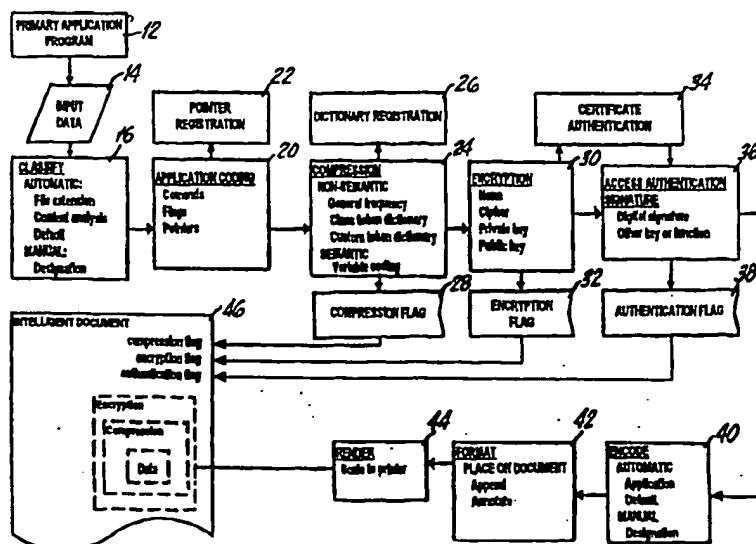 PRIMARY APPLICATION
PROGRAM
12
14
INPUT
DATA
16
CLASSIFY
AUTOMATIC:
File extension
Content analysis
Default
MANUAL:
Designation
22
POINTER
REGISTRATION
20
APPLICATION CODING
Commands
Flags
Pointers
26
DICTIONARY REGISTRATION
24
COMPRESSION
NON-SEMANTIC
General frequency
Class token dictionary
Custom token dictionary
SEMANTIC
Variable coding
28
COMPRESSION FLAG
30
ENCRYPTION
None
Cipher
Private key
Public key
32
ENCRYPTION
FLAG
34
CERTIFICATE
AUTHENTICATION
36
ACCESS AUTHENTICATION
SIGNATURE
Digital signature
Other key or function
38
AUTHENTICATION FLAG
46
INTELLIGENT DOCUMENT
compression flag
encryption flag
authentication flag
Encryption
Compression
Data
44
RENDER
Scale to printer
42
FORMAT
PLACE ON DOCUMENT
Append
Annotate
40
ENCODE
AUTOMATIC
Application
Default
MANUAL
Designation